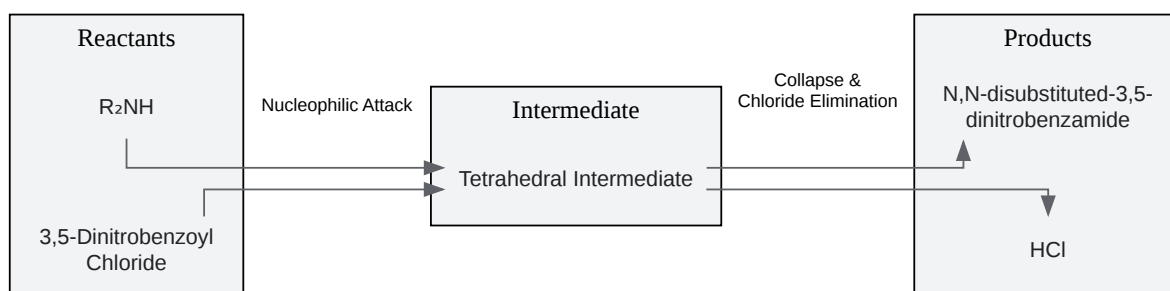 Reactants
R₂NH
3,5-Dinitrobenzoyl
Chloride
Nucleophilic Attack
Intermediate
Tetrahedral Intermediate
Collapse &
Chloride Elimination
Products
N,N-disubstituted-3,5-
dinitrobenzamide
HCl